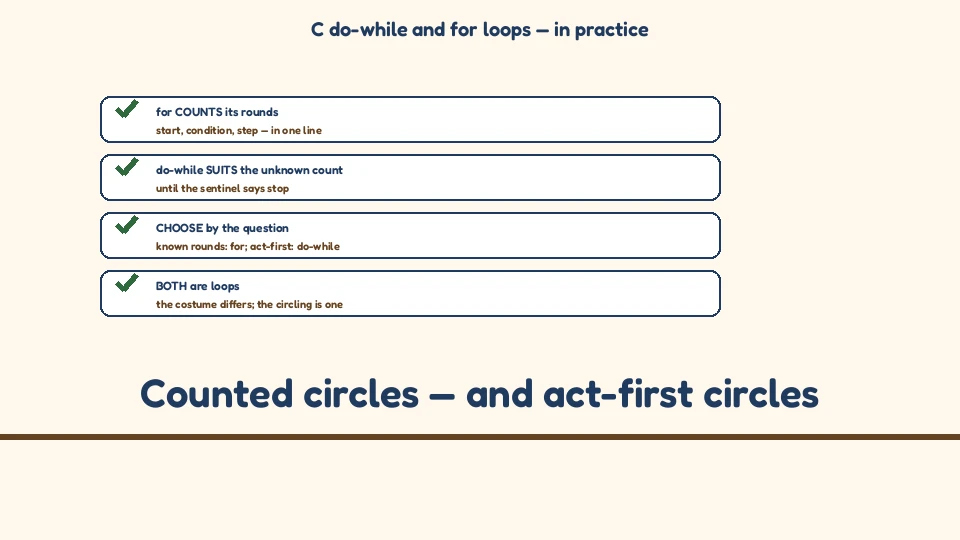 C do-while and for loops — in practice
for COUNTS its rounds
start, condition, step — in one line
do-while SUITS the unknown count
until the sentinel says stop
CHOOSE by the question
known rounds: for; act-first: do-while
BOTH are loops
the costume differs; the circling is one
Counted circles — and act-first circles